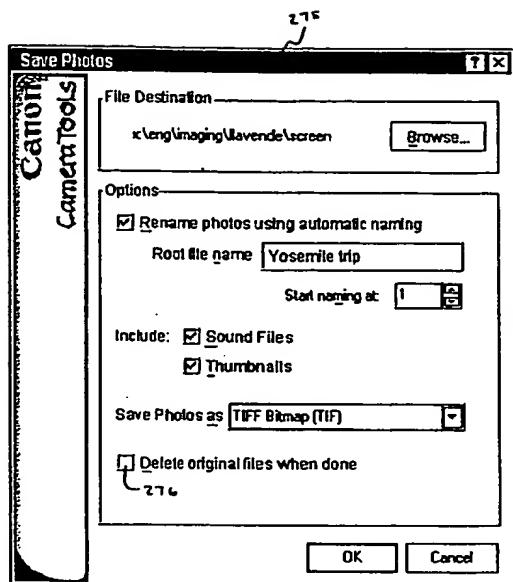 275
Save Photos
Canon
CameraTools
File Destination
x:\eng\imaging\llavende\screen
Browse...
Options
Rename photos using automatic naming
Root file name Yosemite trip
Start naming at: 1
Include: Sound Files
Thumbnails
Save Photos as TIFF Bitmap (TIF)
Delete original files when done
276
OK Cancel